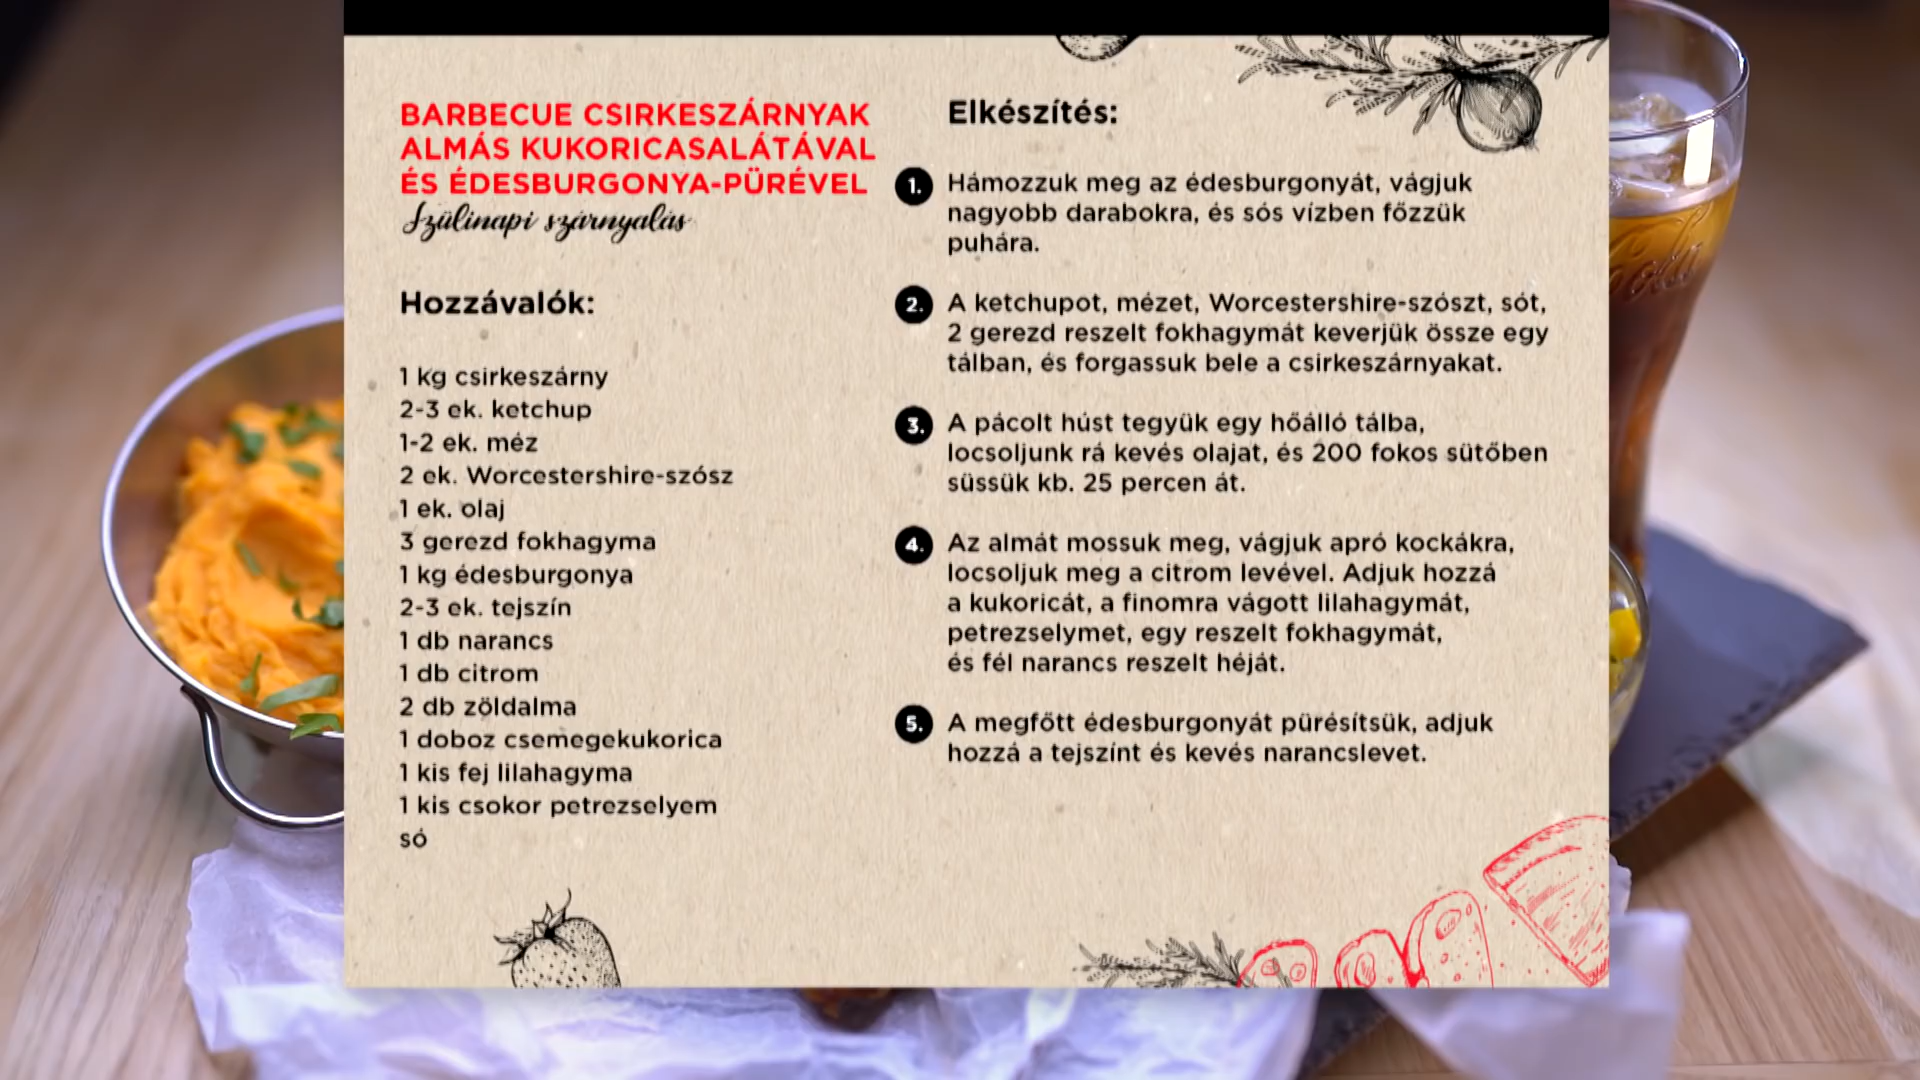 BARBECUE CSIRKESZÁRNYAK
ALMÁS KUKORICASALÁTÁVAL
ÉS ÉDESBURGONYA-PÜRÉVEL
Szülinapi szárnyalás
Hozzávalók:
1 kg csirkeszárny
2-3 ek. ketchup
1-2 ek. méz
2 ek. Worcestershire-szósz
1 ek. olaj
3 gerezd fokhagyma
1 kg édesburgonya
2-3 ek. tejszín
1 db narancs
1 db citrom
2 db zöldalma
1 doboz csemegekukorica
1 kis fej lilahagyma
1 kis csokor petrezselyem
só
Elkészítés:
1. Hámozzuk meg az édesburgonyát, vágjuk
nagyobb darabokra, és sós vízben főzzük
puhára.
2. A ketchupot, mézet, Worcestershire-szószt, sót,
2 gerezd reszelt fokhagymát keverjük össze egy
tálban, és forgassuk bele a csirkeszárnyakat.
3. A pácolt húst tegyük egy hőálló tálba,
locsoljunk rá kevés olajat, és 200 fokos sütőben
süssük kb. 25 percen át.
4. Az almát mossuk meg, vágjuk apró kockákra,
locsoljuk meg a citrom levével. Adjuk hozzá
a kukoricát, a finomra vágott lilahagymát,
petrezselymet, egy reszelt fokhagymát,
és fél narancs reszelt héját.
5. A megfőtt édesburgonyát pürésítsük, adjuk
hozzá a tejszínt és kevés narancslevet.